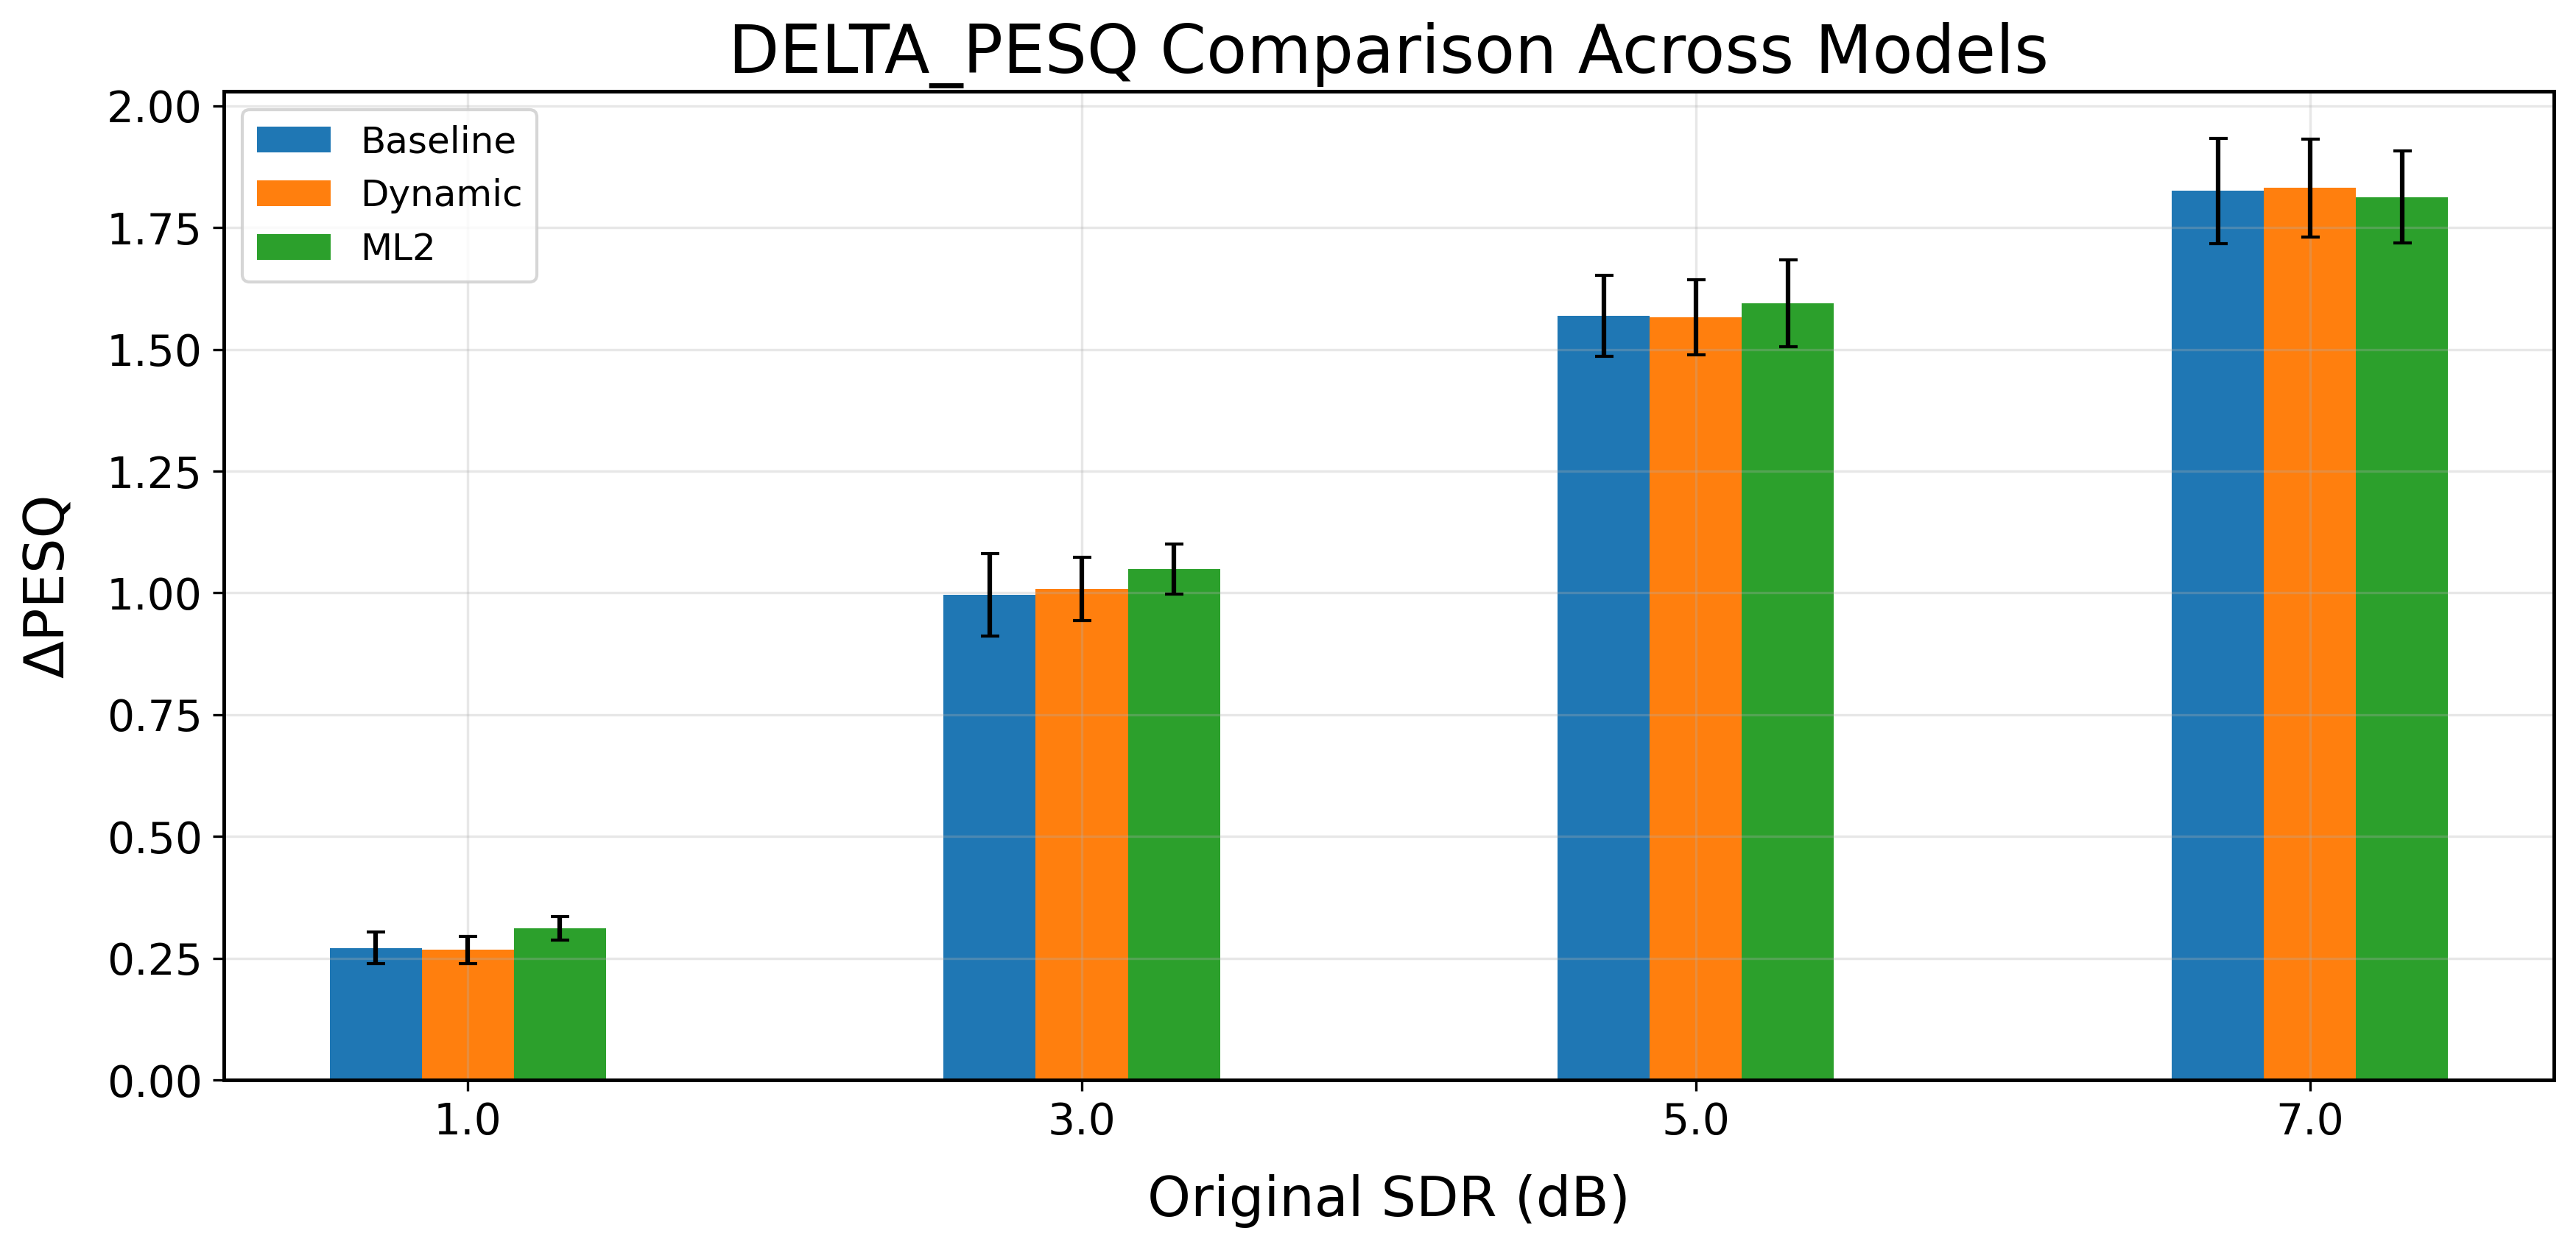 DELTA_PESQ Comparison Across Models
2.00
1.75
1.50
1.25
1.00
0.75
0.50
0.25
0.00
ΔPESQ
Baseline
Dynamic
ML2
1.0
3.0
5.0
7.0
Original SDR (dB)